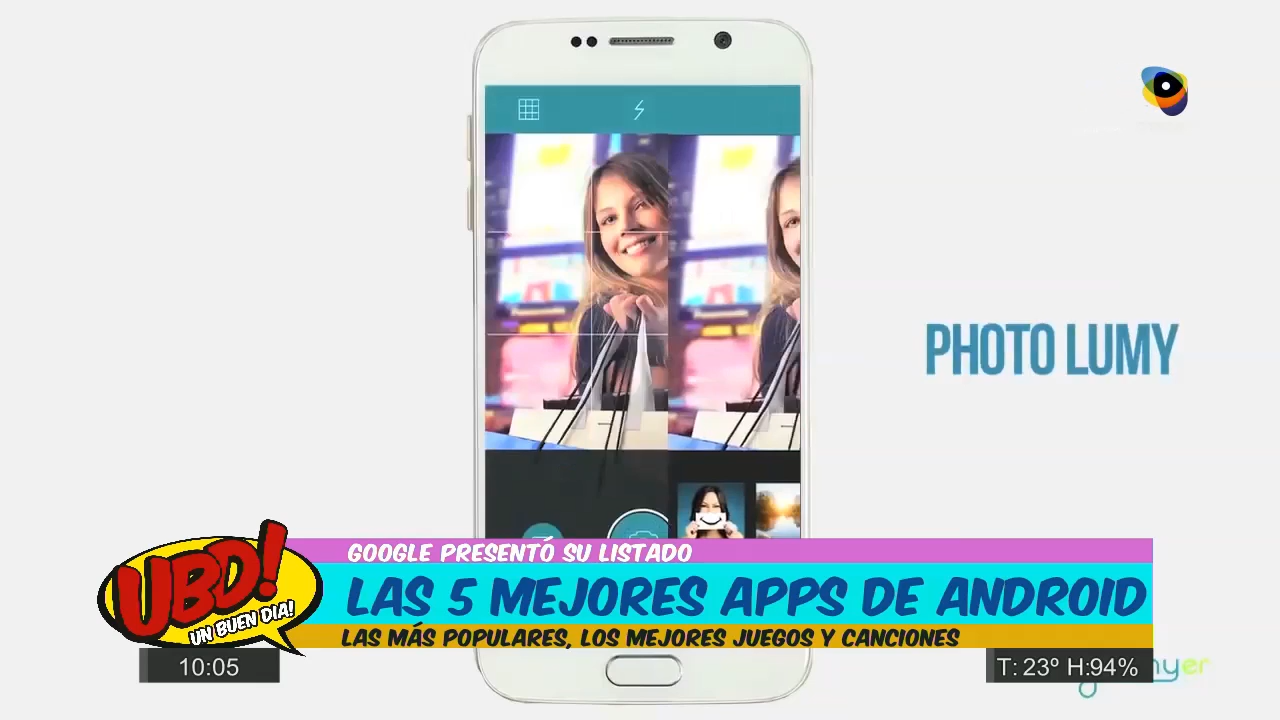 PHOTO LUMY
GOOGLE PRESENTÓ SU LISTADO
UBD!
UN BUEN DIA!
LAS 5 MEJORES APPS DE ANDROID
LAS MÁS POPULARES, LOS MEJORES JUEGOS Y CANCIONES
10:05
T: 23º H:94%